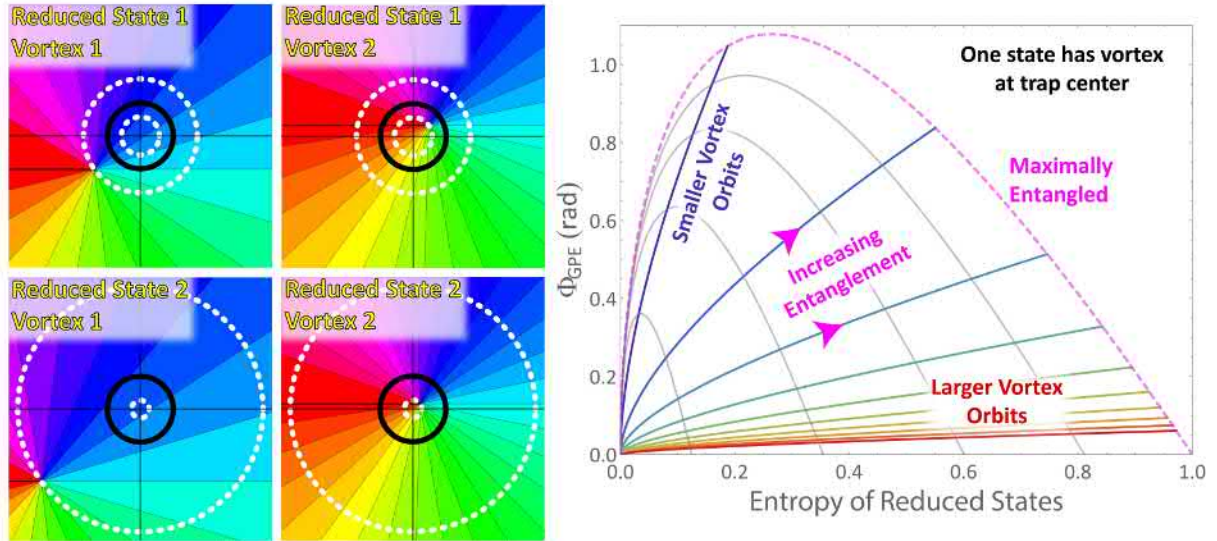 Reduced State 1
Vortex 1
Reduced State 1
Vortex 2
Reduced State 2
Vortex 1
Reduced State 2
Vortex 2
Φ_GPE (rad)
1.0
0.8
0.6
0.4
0.2
0.0
One state has vortex
at trap center
Smaller Vortex
Orbits
Maximally
Entangled
Increasing
Entanglement
Larger Vortex
Orbits
0.0 0.2 0.4 0.6 0.8 1.0
Entropy of Reduced States